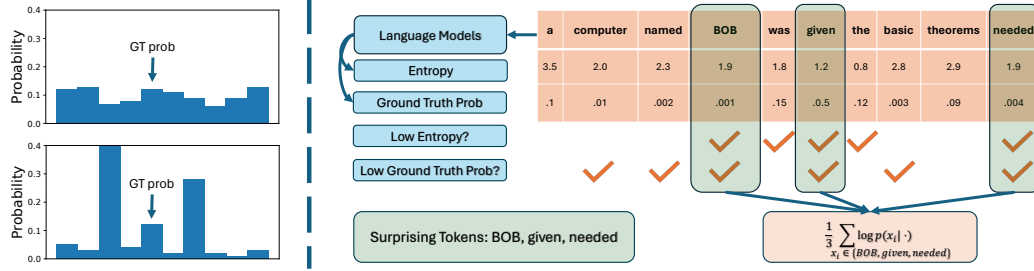 Probability
0.4
0.3
0.2
0.1
0.0
GT prob
Probability
0.4
0.3
0.2
0.1
0.0
GT prob
Language Models
a computer named BOB was given the basic theorems needed
Entropy
3.5 2.0 2.3 1.9 1.8 1.2 0.8 2.8 2.9 1.9
Ground Truth Prob
.1 .01 .002 .001 .15 .0.5 .12 .003 .09 .004
Low Entropy?
Low Ground Truth Prob?
Surprising Tokens: BOB, given, needed
1/3 ∑ log p(x_i| ·)
x_i ∈ {BOB, given, needed}